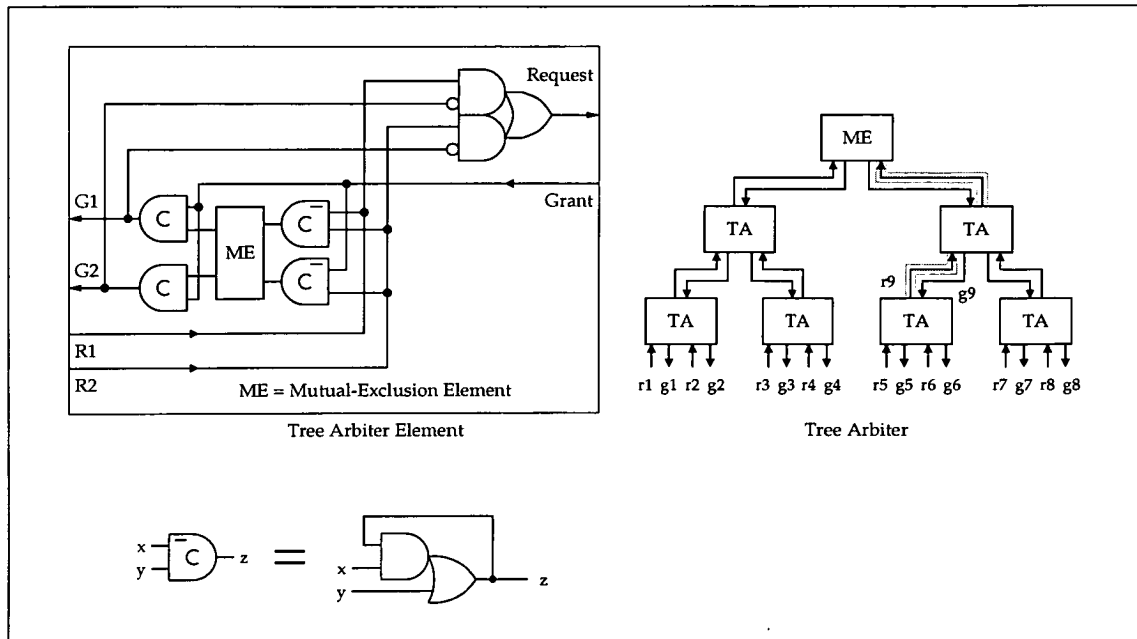 Request
Grant
G1
C
ME
C
G2
C
C
R1
R2
ME = Mutual-Exclusion Element
Tree Arbiter Element
ME
TA
TA
r9
g9
TA
TA
TA
TA
r1 g1 r2 g2
r3 g3 r4 g4
r5 g5 r6 g6
r7 g7 r8 g8
Tree Arbiter
x
y
C
z
=
x
y
z